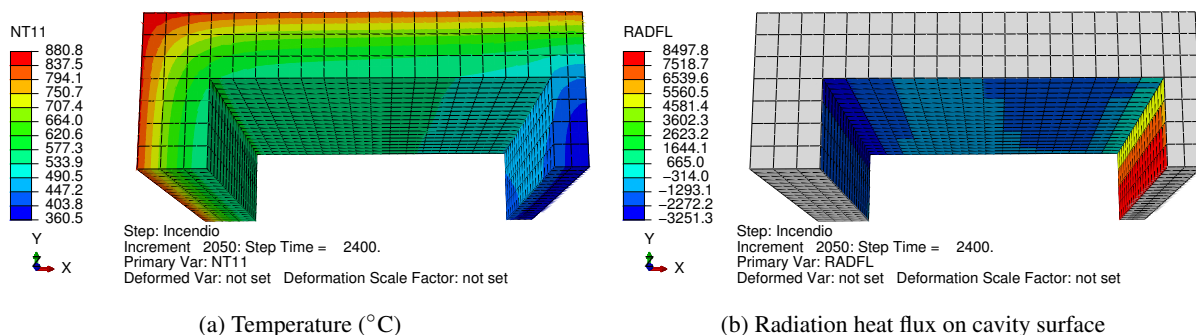 NT11
880.8
837.5
794.1
750.7
707.4
664.0
620.6
577.3
533.9
490.5
447.2
403.8
360.5
Y
X
Step: Incendio
Increment 2050: Step Time = 2400.
Primary Var: NT11
Deformed Var: not set Deformation Scale Factor: not set
(a) Temperature (°C)
RADFL
8497.8
7518.7
6539.6
5560.5
4581.4
3602.3
2623.2
1644.1
665.0
−314.0
−1293.1
−2272.2
−3251.3
Y
X
Step: Incendio
Increment 2050: Step Time = 2400.
Primary Var: RADFL
Deformed Var: not set Deformation Scale Factor: not set
(b) Radiation heat flux on cavity surface